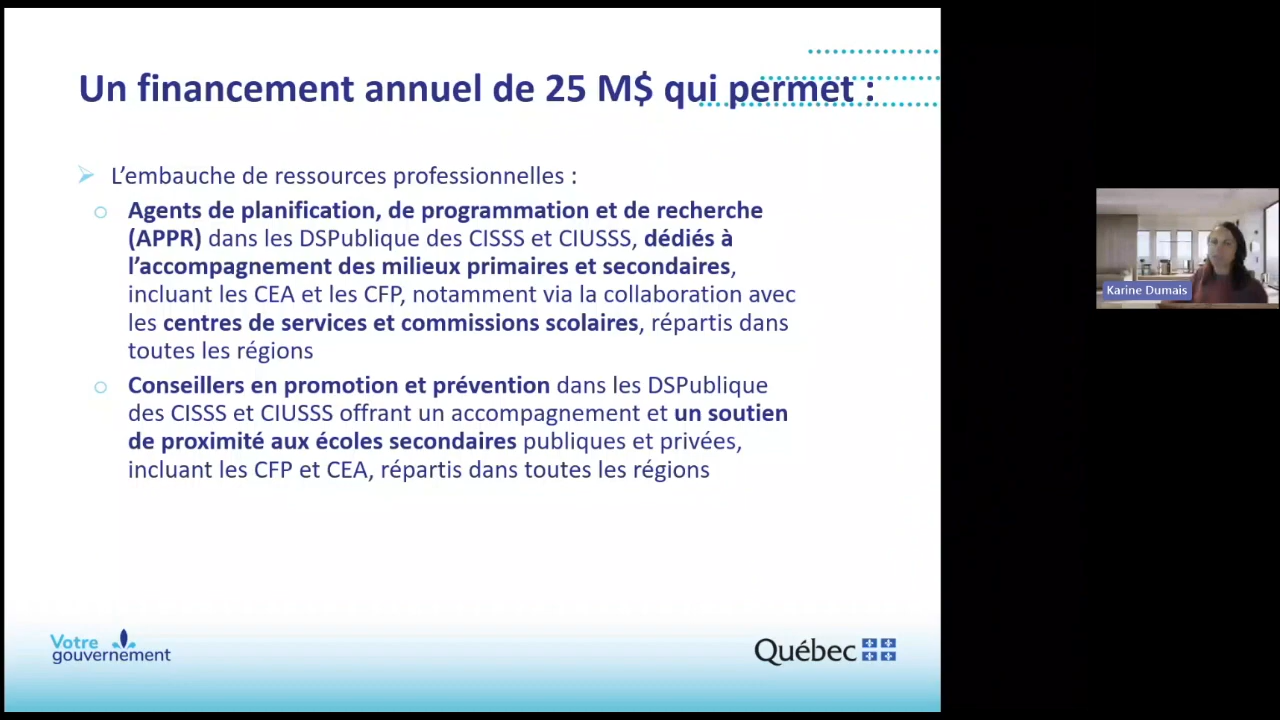 Un financement annuel de 25 M$ qui permet :
L’embauche de ressources professionnelles :
Agents de planification, de programmation et de recherche
(APPR) dans les DSPublique des CISSS et CIUSSS, dédiés à
l’accompagnement des milieux primaires et secondaires,
incluant les CEA et les CFP, notamment via la collaboration avec
les centres de services et commissions scolaires, répartis dans
toutes les régions
Conseillers en promotion et prévention dans les DSPublique
des CISSS et CIUSSS offrant un accompagnement et un soutien
de proximité aux écoles secondaires publiques et privées,
incluant les CFP et CEA, répartis dans toutes les régions
Karine Dumais
Votre
gouvernement
Québec